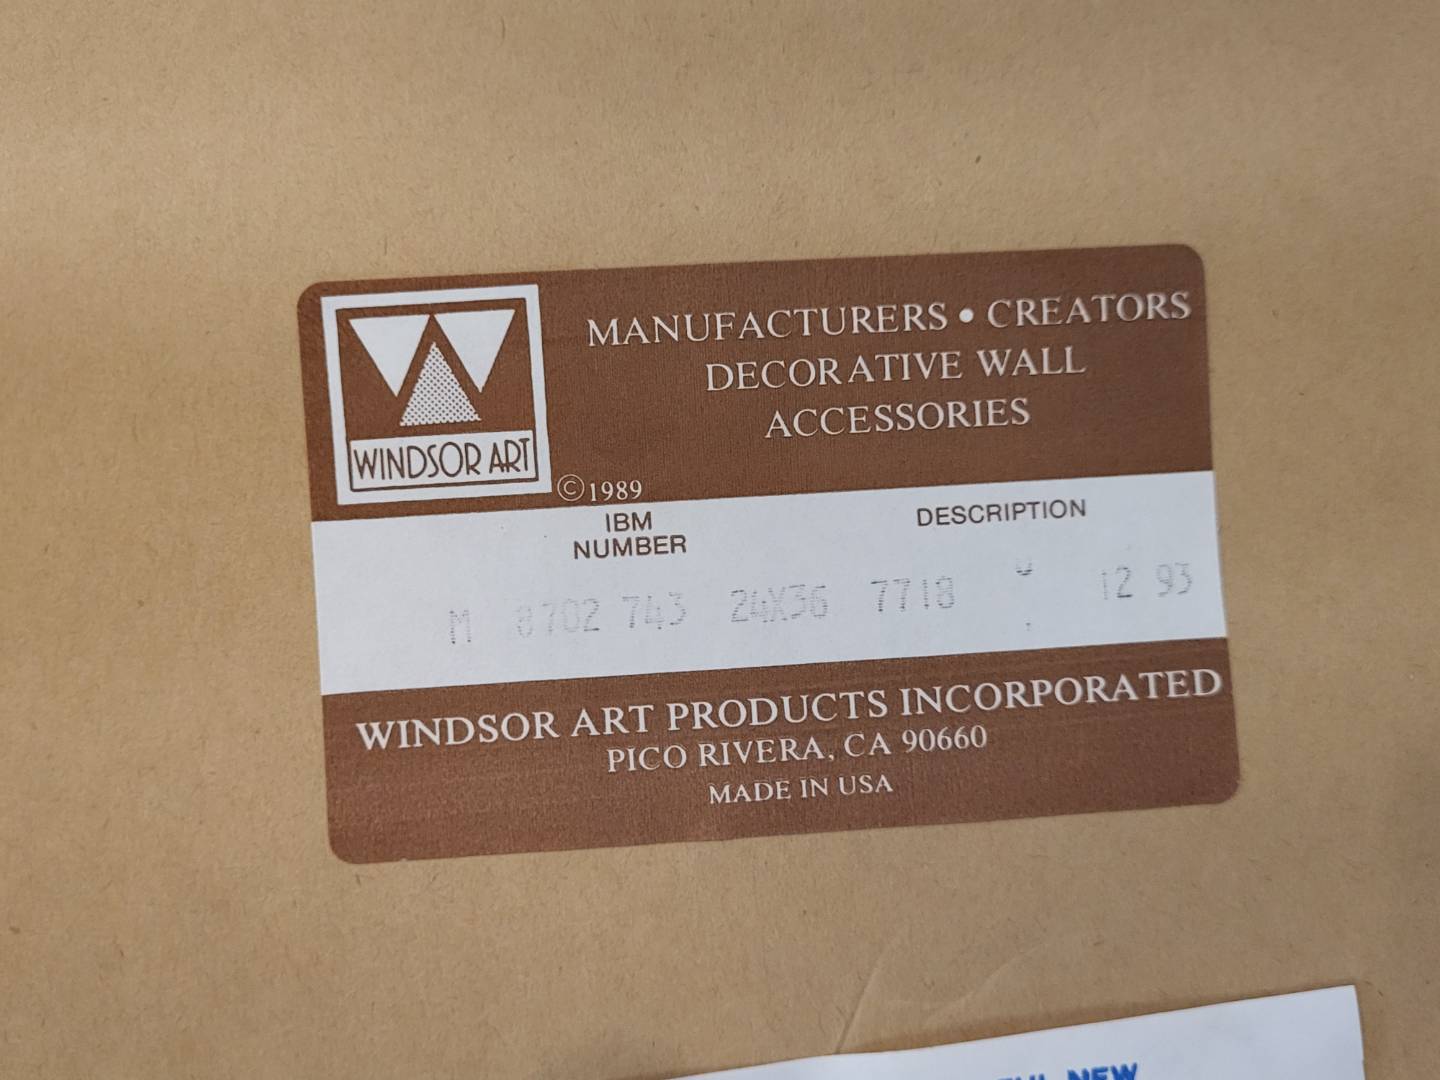 MANUFACTURERS • CREATORS
DECORATIVE WALL
ACCESSORIES
WINDSOR ART
©1989
IBM
NUMBER
DESCRIPTION
M 8702 743 24X36 7718 12 93
WINDSOR ART PRODUCTS INCORPORATED
PICO RIVERA, CA 90660
MADE IN USA
NEW